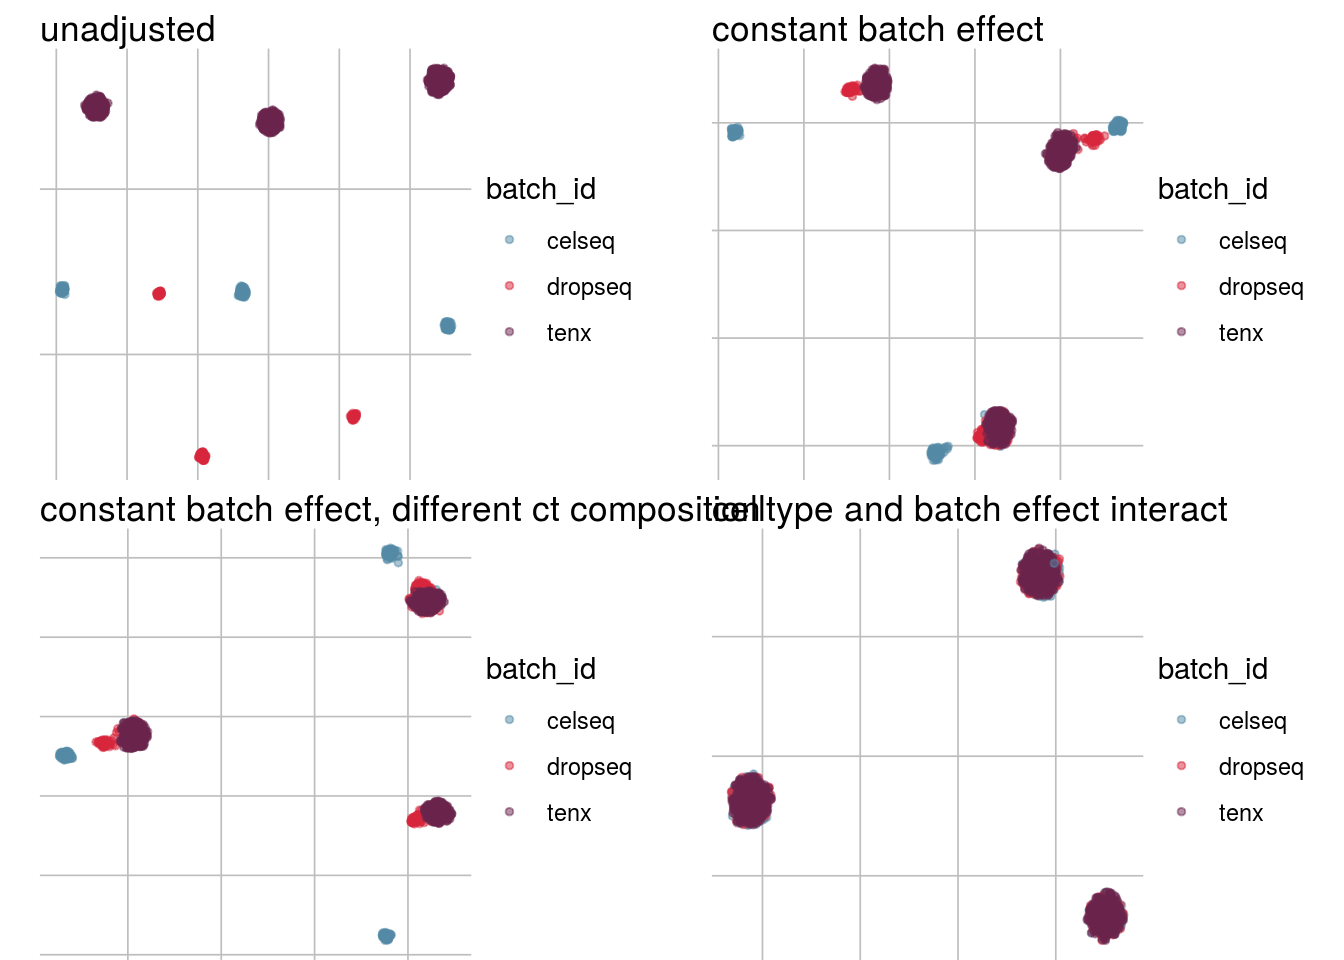 unadjusted
batch_id
celseq
dropseq
tenx
constant batch effect
batch_id
celseq
dropseq
tenx
constant batch effect, different ct composition
batch_id
celseq
dropseq
tenx
celltype and batch effect interact
batch_id
celseq
dropseq
tenx